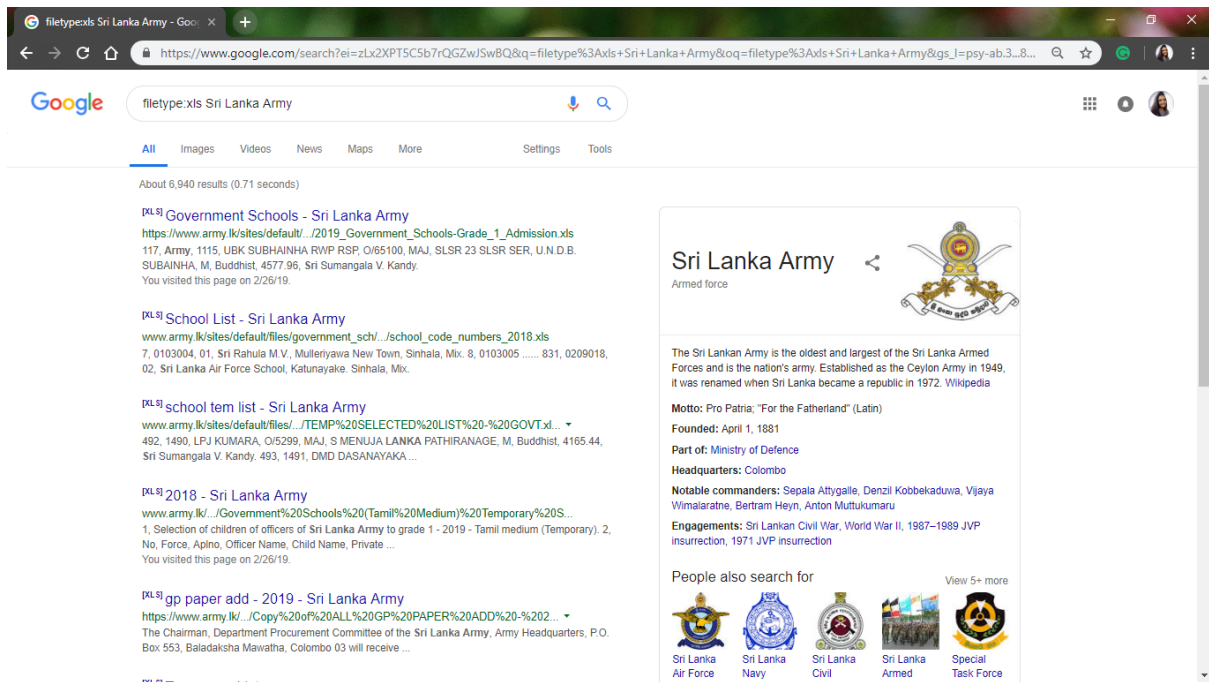 filetype:xls Sri Lanka Army - Goo
https://www.google.com/search?ei=zLx2XPT5C5b7rQGZwJSwBQ&q=filetype%3Axls+Sri+Lanka+Army&oq=filetype%3Axls+Sri+Lanka+Army&gs_l=psy-ab.3...8...
Google
filetype:xls Sri Lanka Army
All Images Videos News Maps More Settings Tools
About 6,940 results (0.71 seconds)
[XLS] Government Schools - Sri Lanka Army
https://www.army.lk/sites/default/.../2019_Government_Schools-Grade_1_Admission.xls
117, Army, 1115, UBK SUBHAINHA RWP RSP, O/65100, MAJ, SLSR 23 SLSR SER, U.N.D.B.
SUBAINHA, M, Buddhist, 4577.96, Sri Sumangala V. Kandy.
You visited this page on 2/26/19.
[XLS] School List - Sri Lanka Army
www.army.lk/sites/default/files/government_sch/.../school_code_numbers_2018.xls
7, 0103004, 01, Sri Rahula M.V., Mulleriyawa New Town, Sinhala, Mix. 8, 0103005 ...... 831, 0209018,
02, Sri Lanka Air Force School, Katunayake. Sinhala, Mix.
[XLS] school tem list - Sri Lanka Army
www.army.lk/sites/default/files/.../TEMP%20SELECTED%20LIST%20-%20GOVT.xl...
492, 1490, LPJ KUMARA, O/5299, MAJ, S MENUJA LANKA PATHIRANAGE, M, Buddhist, 4165.44,
Sri Sumangala V. Kandy. 493, 1491, DMD DASANAYAKA ...
[XLS] 2018 - Sri Lanka Army
www.army.lk/.../Government%20Schools%20(Tamil%20Medium)%20Temporary%20S...
1, Selection of children of officers of Sri Lanka Army to grade 1 - 2019 - Tamil medium (Temporary). 2,
No, Force, Aplno, Officer Name, Child Name, Private ...
You visited this page on 2/26/19.
[XLS] gp paper add - 2019 - Sri Lanka Army
https://www.army.lk/.../Copy%20of%20ALL%20GP%20PAPER%20ADD%20-%202...
The Chairman, Department Procurement Committee of the Sri Lanka Army, Army Headquarters, P.O.
Box 553, Baladaksha Mawatha, Colombo 03 will receive ...
Sri Lanka Army
Armed force
The Sri Lankan Army is the oldest and largest of the Sri Lanka Armed
Forces and is the nation's army. Established as the Ceylon Army in 1949,
it was renamed when Sri Lanka became a republic in 1972. Wikipedia
Motto: Pro Patria; "For the Fatherland" (Latin)
Founded: April 1, 1881
Part of: Ministry of Defence
Headquarters: Colombo
Notable commanders: Sepala Attygalle, Denzil Kobbekaduwa, Vijaya
Wimalaratne, Bertram Heyn, Anton Muttukumaru
Engagements: Sri Lankan Civil War, World War II, 1987–1989 JVP
insurrection, 1971 JVP insurrection
People also search for
View 5+ more
Sri Lanka Sri Lanka Sri Lanka Sri Lanka Special
Air Force Navy Civil Armed Task Force